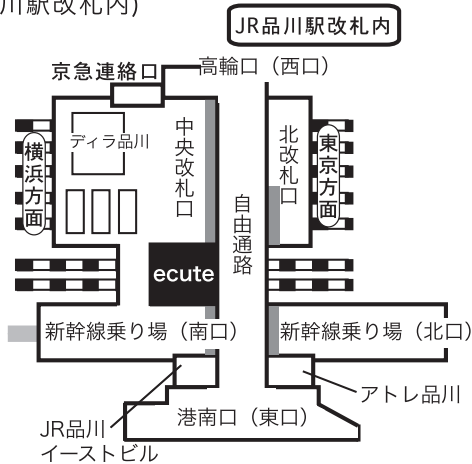 川駅改札内)
JR品川駅改札内
京急連絡口
高輪口（西口）
ディラ品川
中央改札口
北改札口
横浜方面
東京方面
自由通路
ecute
新幹線乗り場（南口）
新幹線乗り場（北口）
アトレ品川
港南口（東口）
JR品川
イーストビル